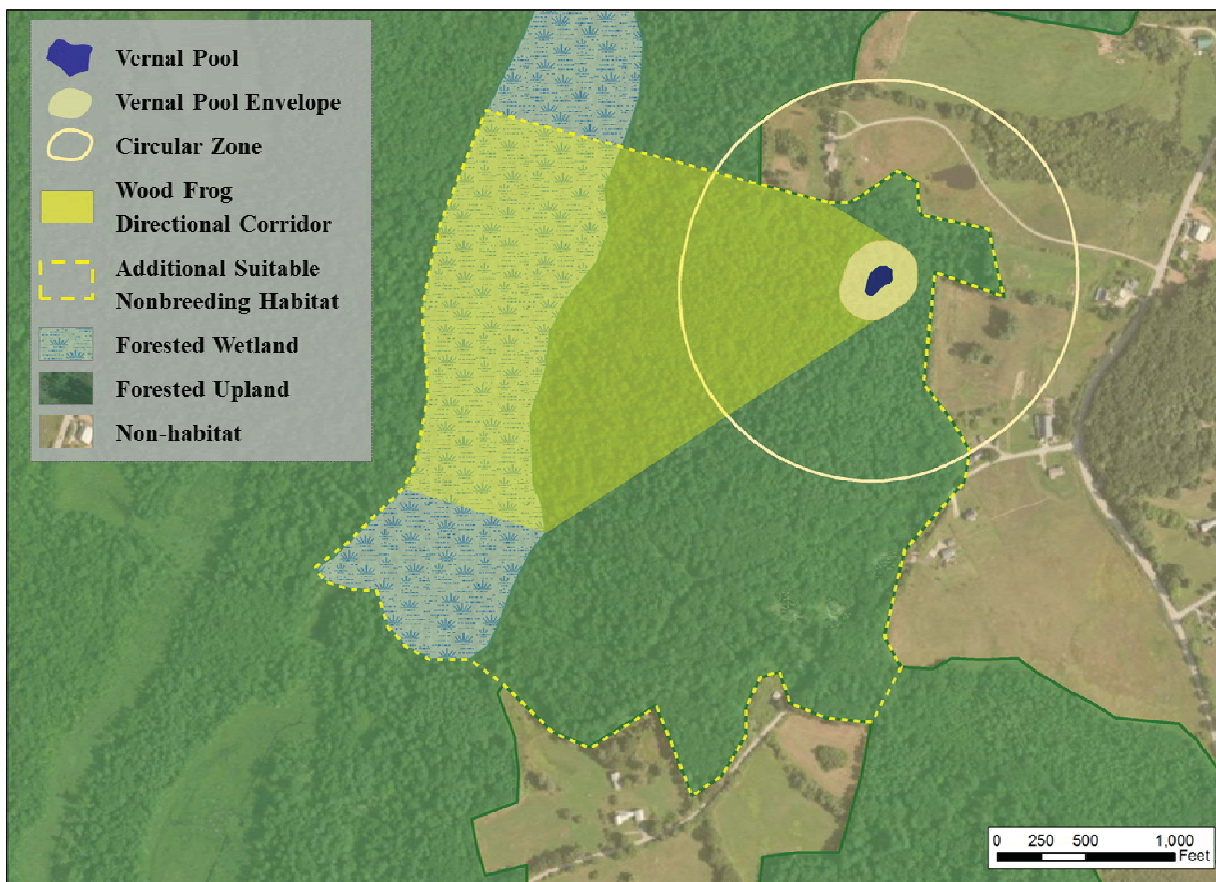 Vernal Pool
Vernal Pool Envelope
Circular Zone
Wood Frog
Directional Corridor
Additional Suitable
Nonbreeding Habitat
Forested Wetland
Forested Upland
Non-habitat
0 250 500 1,000
Feet